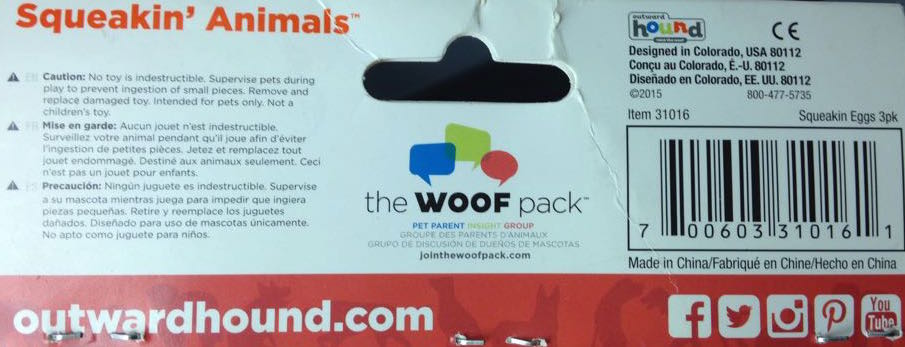 Squeakin' Animals™
EN Caution: No toy is indestructible. Supervise pets during
play to prevent ingestion of small pieces. Remove and
replace damaged toy. Intended for pets only. Not a
children's toy.
FR Mise en garde: Aucun jouet n'est indestructible.
Surveillez votre animal pendant qu'il joue afin d'éviter
l'ingestion de petites pièces. Jetez et remplacez tout
jouet endommagé. Destiné aux animaux seulement. Ceci
n'est pas un jouet pour enfants.
ES Precaución: Ningún juguete es indestructible. Supervise
a su mascota mientras juega para impedir que ingiera
piezas pequeñas. Retire y reemplace los juguetes
dañados. Diseñado para uso de mascotas únicamente.
No apto como juguete para niños.
the WOOF pack™
PET PARENT INSIGHT GROUP
GROUPE DES PARENTS D'ANIMAUX
GRUPO DE DISCUSIÓN DE DUEÑOS DE MASCOTAS
jointhewoofpack.com
outward
hound
CE
Designed in Colorado, USA 80112
Conçu au Colorado, É.-U. 80112
Diseñado en Colorado, EE. UU. 80112
©2015 800-477-5735
Item 31016 Squeakin Eggs 3pk
7 00603 31016 1
Made in China/Fabriqué en Chine/Hecho en China
outwardhound.com
You
Tube